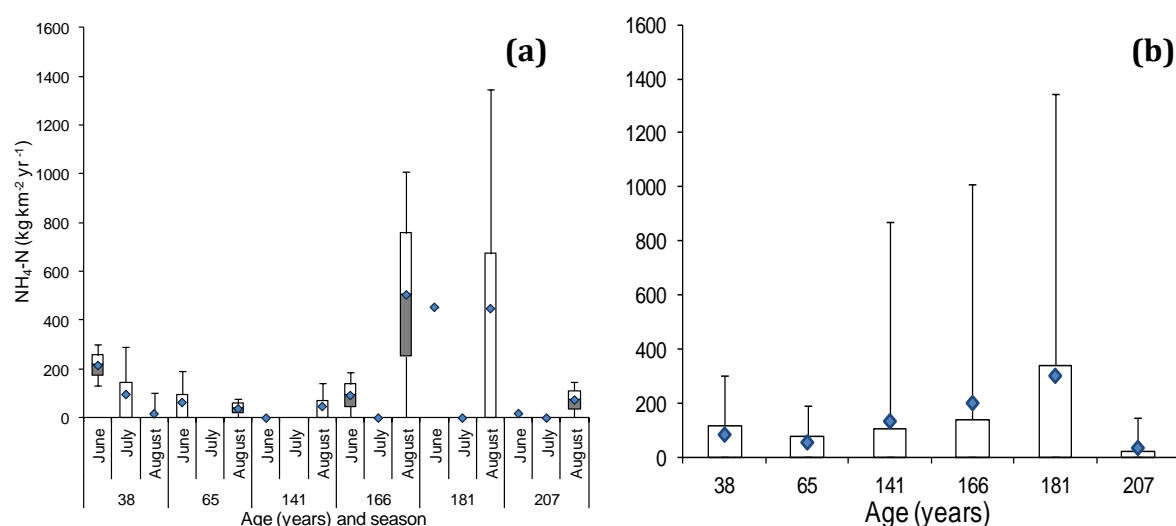 (a)
NH₄-N (kg km⁻² yr⁻¹)
1600
1400
1200
1000
800
600
400
200
0
June July August June July August June July August June July August June July August June July August
38 65 141 166 181 207
Age (years) and season
(b)
1600
1400
1200
1000
800
600
400
200
0
38 65 141 166 181 207
Age (years)